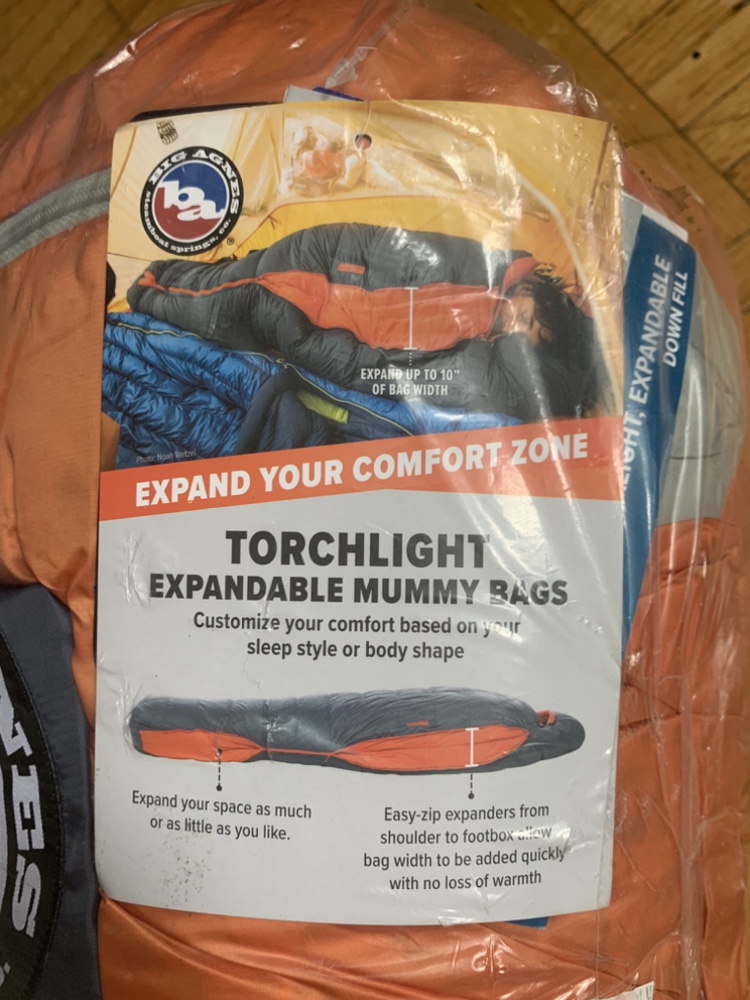 BIG AGNES
ba
steamboat springs, co.
®
EXPAND UP TO 10"
OF BAG WIDTH
Photo: Noah Wetzel
EXPAND YOUR COMFORT ZONE
TORCHLIGHT
EXPANDABLE MUMMY BAGS
Customize your comfort based on your
sleep style or body shape
Expand your space as much
or as little as you like.
Easy-zip expanders from
shoulder to footbox allow
bag width to be added quickly
with no loss of warmth
EXPANDABLE
DOWN FILL
NES